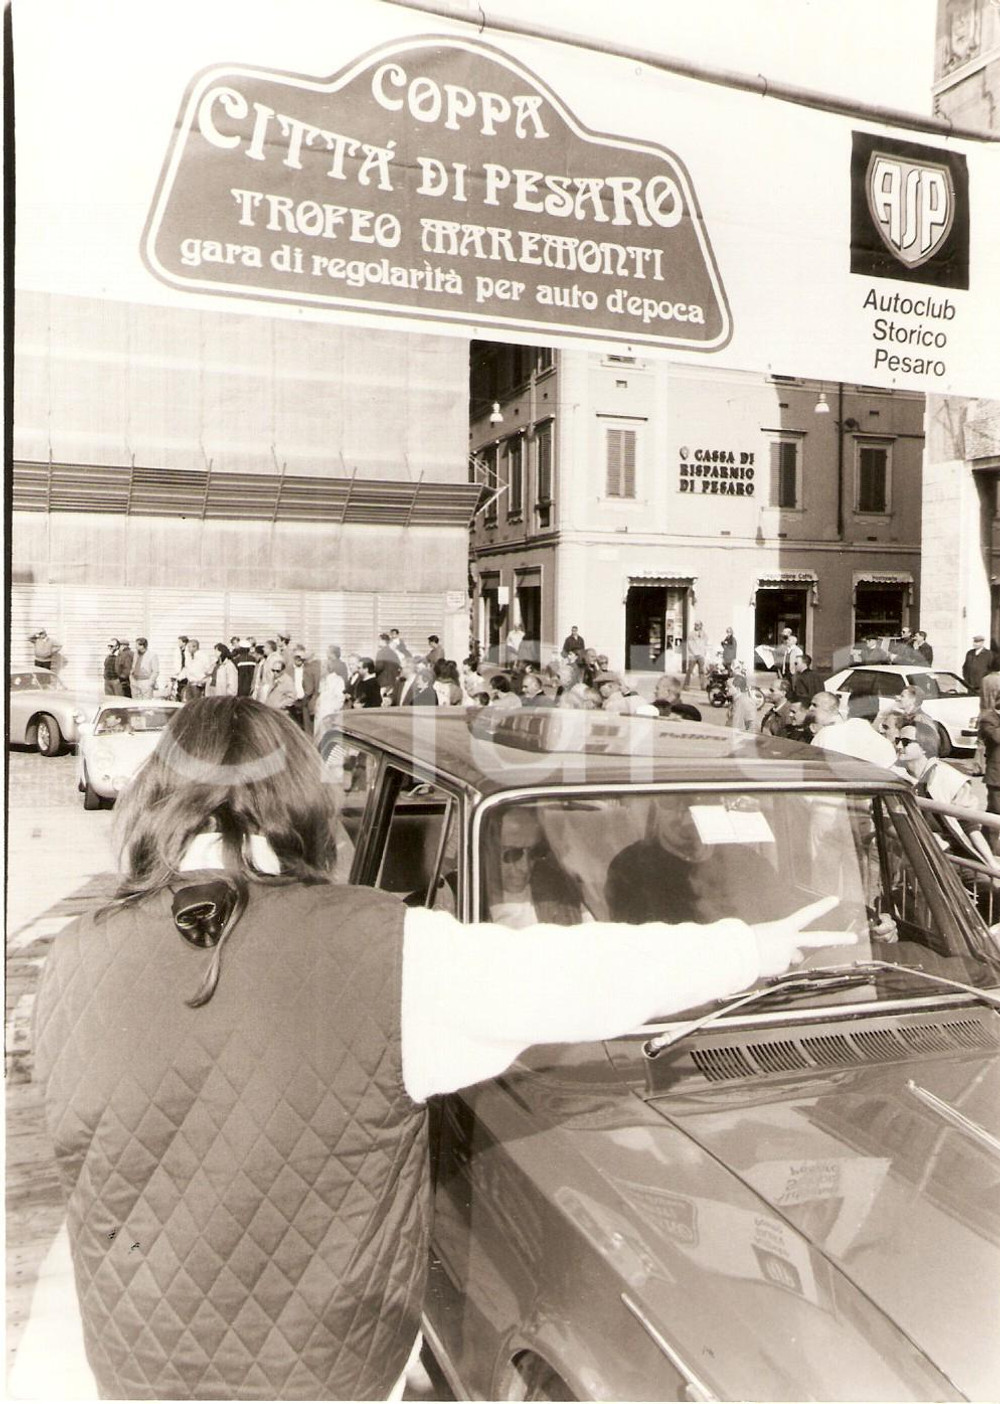 COPPA
CITTÁ DI PESARO
TROFEO MAREMONTI
gara di regolarità per auto d'epoca
ASP
Autoclub
Storico
Pesaro
CASSA DI
RISPARMIO
DI PESARO
charta